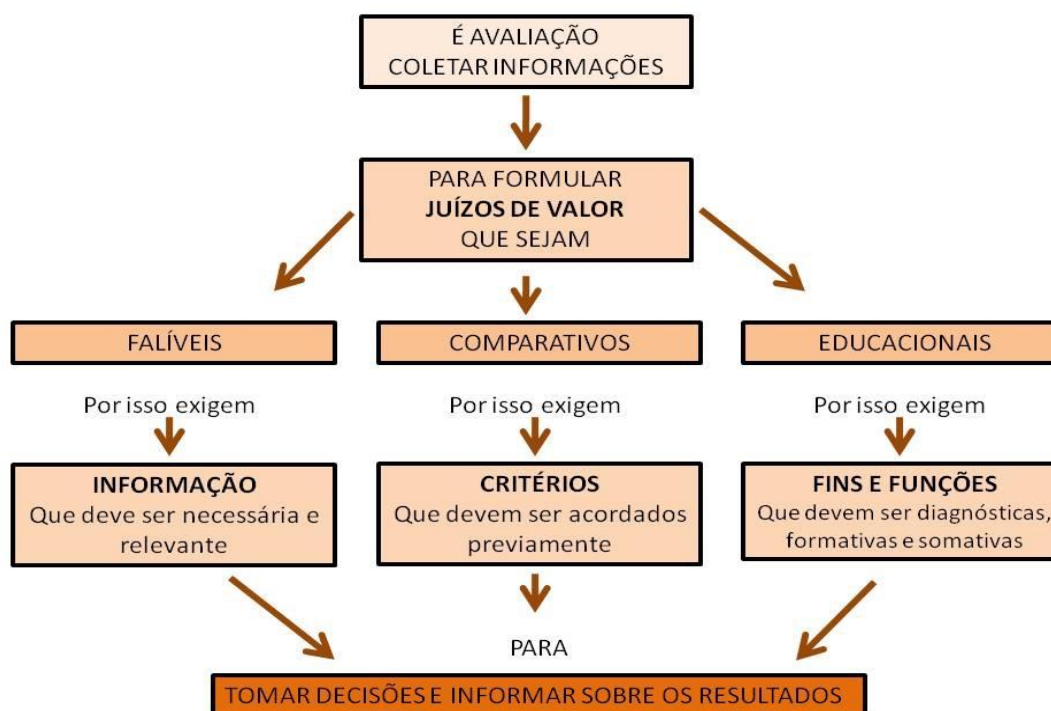 É AVALIAÇÃO
COLETAR INFORMAÇÕES
PARA FORMULAR
JUÍZOS DE VALOR
QUE SEJAM
FALÍVEIS
COMPARATIVOS
EDUCACIONAIS
Por isso exigem
Por isso exigem
Por isso exigem
INFORMAÇÃO
Que deve ser necessária e
relevante
CRITÉRIOS
Que devem ser acordados
previamente
FINS E FUNÇÕES
Que devem ser diagnósticas,
formativas e somativas
PARA
TOMAR DECISÕES E INFORMAR SOBRE OS RESULTADOS